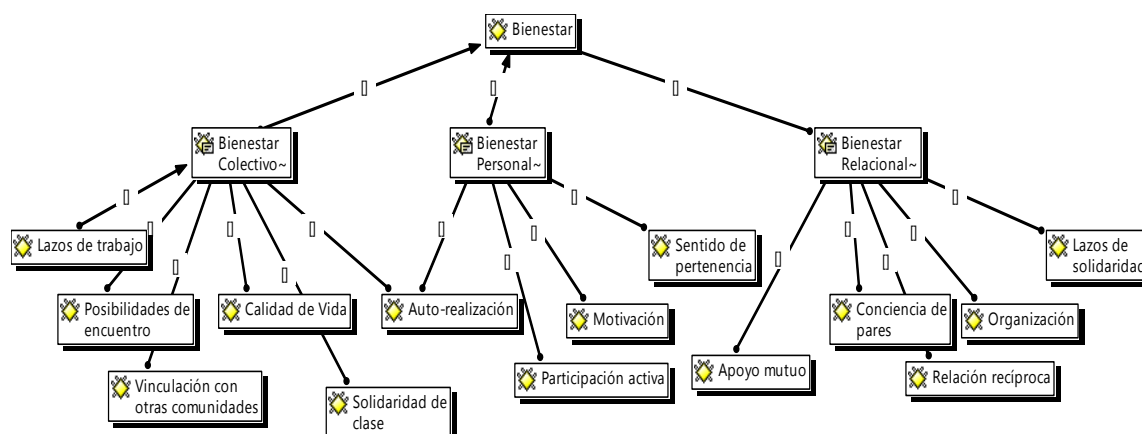 Bienestar
Bienestar
Colectivo~
Bienestar
Personal~
Bienestar
Relacional~
Lazos de trabajo
Sentido de
pertenencia
Lazos de
solidaridad
Posibilidades de
encuentro
Calidad de Vida
Auto-realización
Motivación
Conciencia de
pares
Organización
Vinculación con
otras comunidades
Solidaridad de
clase
Participación activa
Apoyo mutuo
Relación recíproca